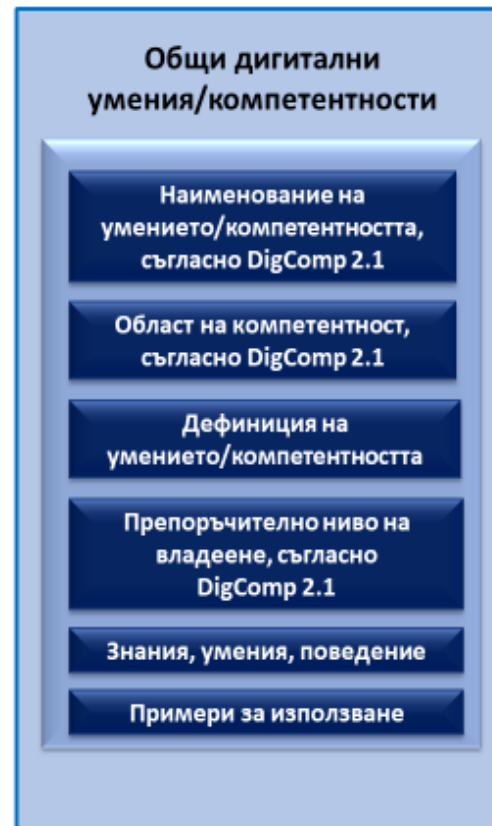 Общи дигитални
умения/компетентности
Наименование на
умението/компетентността,
съгласно DigComp 2.1
Област на компетентност,
съгласно DigComp 2.1
Дефиниция на
умението/компетентността
Препоръчително ниво на
владеене, съгласно
DigComp 2.1
Знания, умения, поведение
Примери за използване